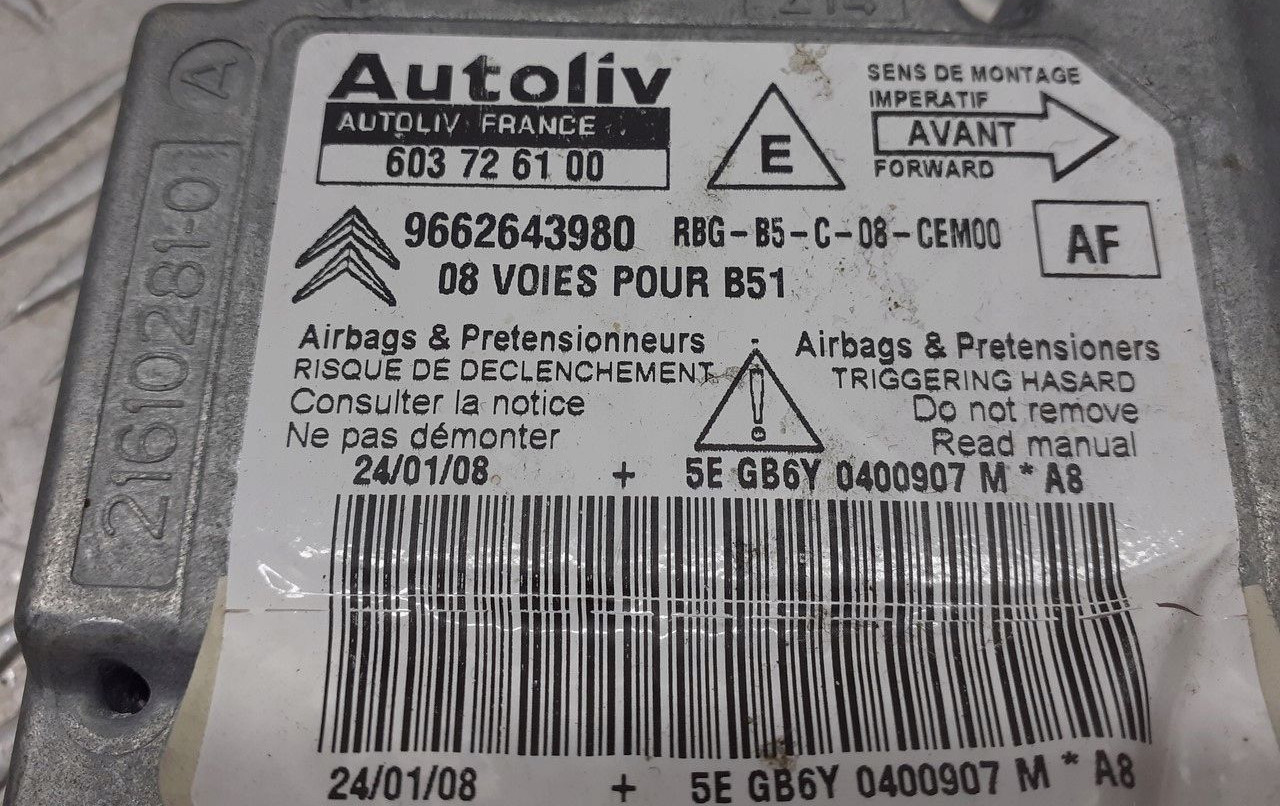 Autoliv
AUTOLIV FRANCE
603 72 61 00
E
SENS DE MONTAGE
IMPERATIF
AVANT
FORWARD
9662643980 RBG-B5-C-08-CEM00
AF
08 VOIES POUR B51
Airbags & Pretensionneurs
RISQUE DE DECLENCHEMENT
Consulter la notice
Ne pas démonter
!
Airbags & Pretensioners
TRIGGERING HASARD
Do not remove
Read manual
24/01/08 + 5E GB6Y 0400907 M * A8
24/01/08 + 5E GB6Y 0400907 M * A8
A
21610281-0